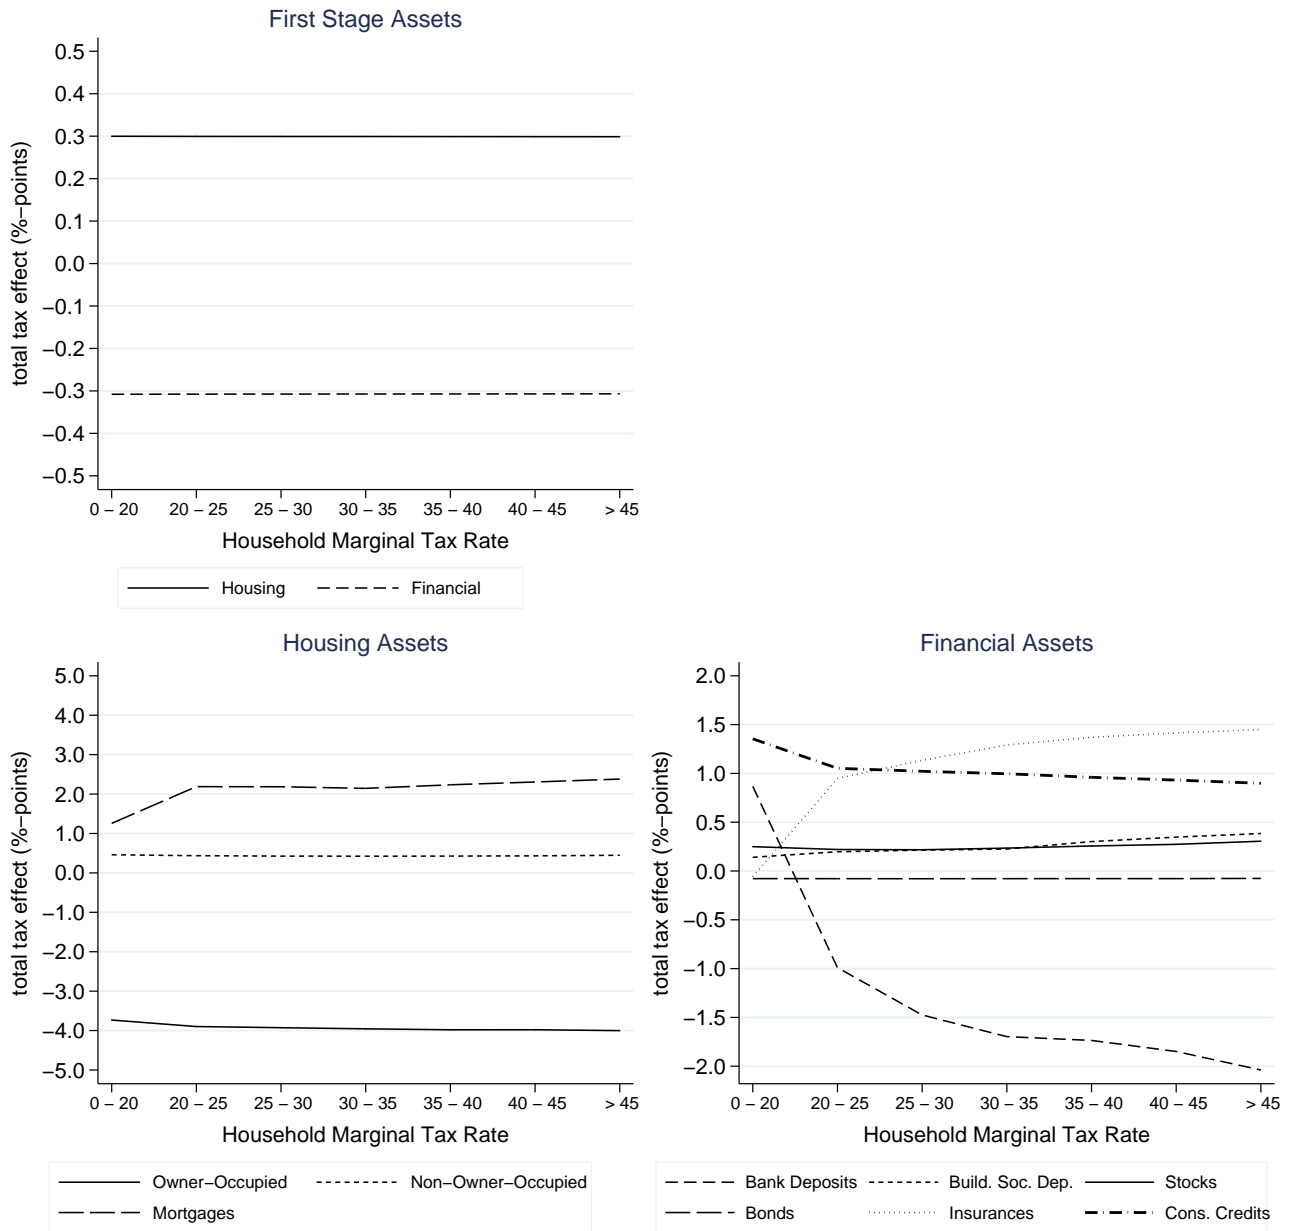 First Stage Assets
total tax effect (%−points)
0.5
0.4
0.3
0.2
0.1
0.0
−0.1
−0.2
−0.3
−0.4
−0.5
0 − 20 20 − 25 25 − 30 30 − 35 35 − 40 40 − 45 > 45
Household Marginal Tax Rate
Housing Financial
Housing Assets
total tax effect (%−points)
5.0
4.0
3.0
2.0
1.0
0.0
−1.0
−2.0
−3.0
−4.0
−5.0
0 − 20 20 − 25 25 − 30 30 − 35 35 − 40 40 − 45 > 45
Household Marginal Tax Rate
Owner−Occupied Non−Owner−Occupied
Mortgages
Financial Assets
total tax effect (%−points)
2.0
1.5
1.0
0.5
0.0
−0.5
−1.0
−1.5
−2.0
0 − 20 20 − 25 25 − 30 30 − 35 35 − 40 40 − 45 > 45
Household Marginal Tax Rate
Bank Deposits Build. Soc. Dep. Stocks
Bonds Insurances Cons. Credits